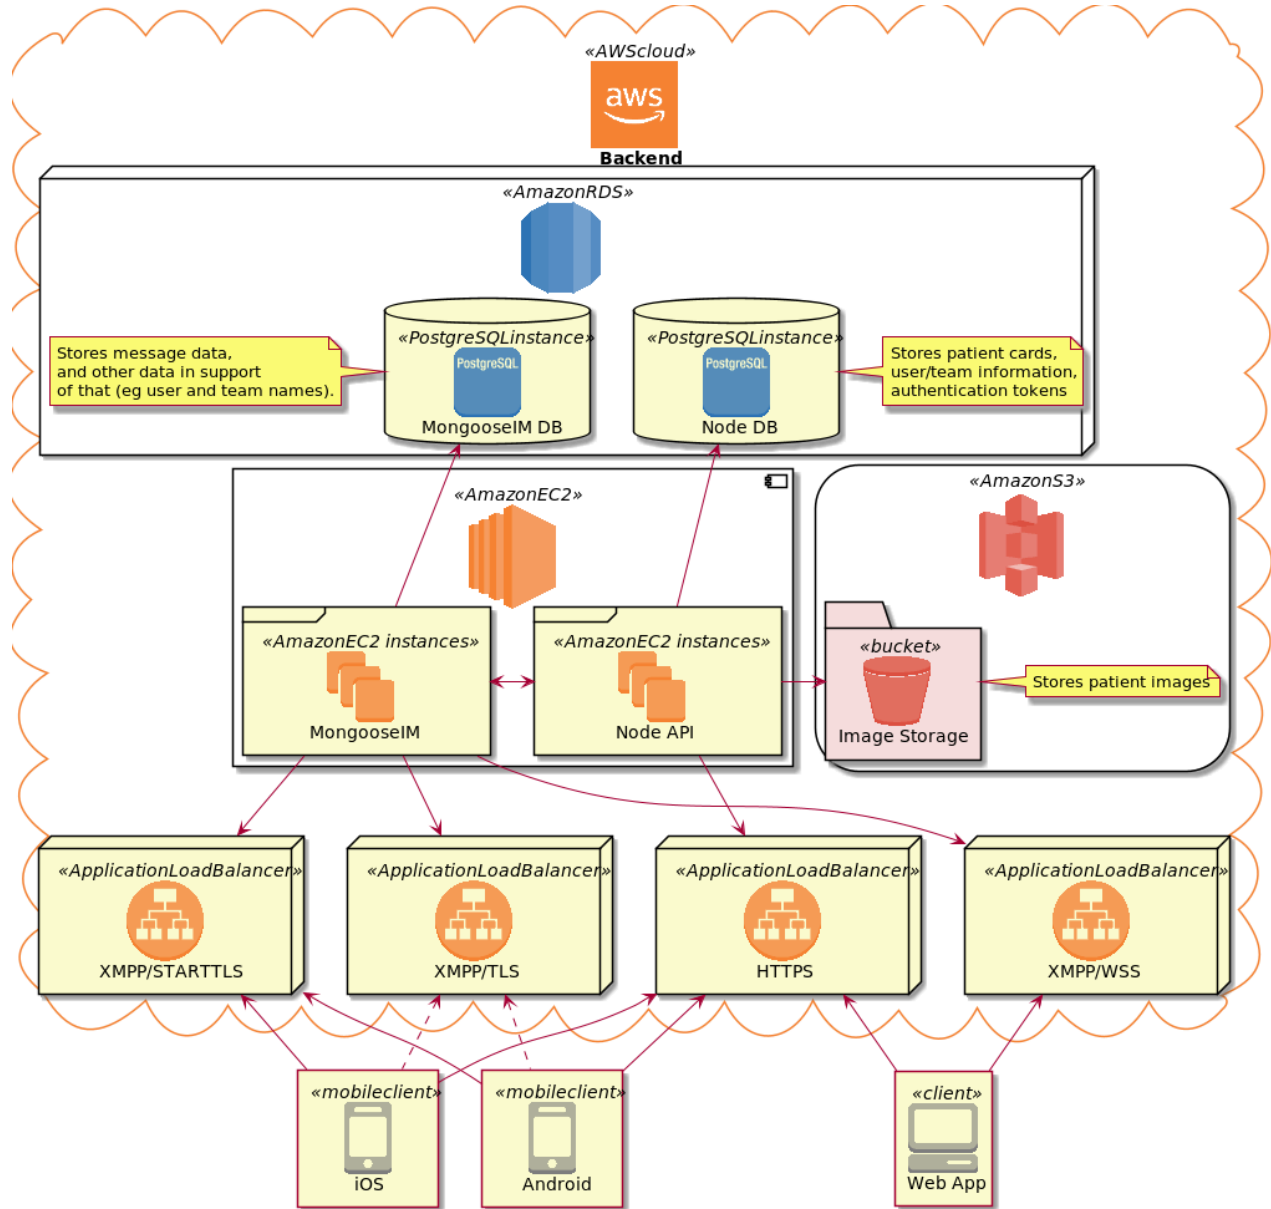 «AWScloud»
aws
Backend
«AmazonRDS»
«PostgreSQLinstance»
«PostgreSQLinstance»
Stores message data,
and other data in support
of that (eg user and team names).
PostgreSQL
PostgreSQL
Stores patient cards,
user/team information,
authentication tokens
MongooseIM DB
Node DB
«AmazonEC2»
«AmazonS3»
«AmazonEC2 instances»
«AmazonEC2 instances»
«bucket»
Stores patient images
MongooseIM
Node API
Image Storage
«ApplicationLoadBalancer»
«ApplicationLoadBalancer»
«ApplicationLoadBalancer»
«ApplicationLoadBalancer»
XMPP/STARTTLS
XMPP/TLS
HTTPS
XMPP/WSS
«mobileclient»
«mobileclient»
«client»
iOS
Android
Web App